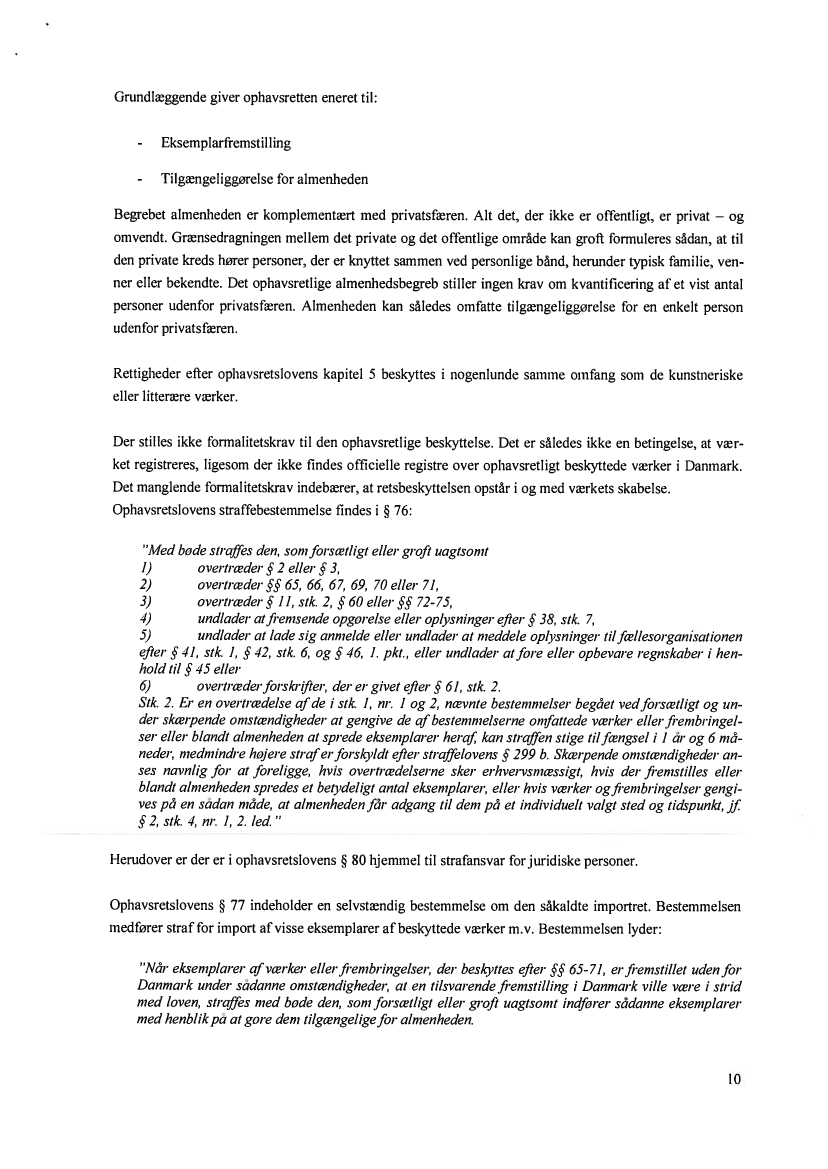 Grundlæggende giver ophavsretten eneret til:
- Eksemplarfremstilling
- Tilgængeliggørelse for almenheden
Begrebet almenheden er komplementært med privatsfæren. Alt det, der ikke er offentligt, er privat – og
omvendt. Grænsedragningen mellem det private og det offentlige område kan groft formuleres sådan, at til
den private kreds hører personer, der er knyttet sammen ved personlige bånd, herunder typisk familie, ven-
ner eller bekendte. Det ophavsretlige almenhedsbegreb stiller ingen krav om kvantificering af et vist antal
personer udenfor privatsfæren. Almenheden kan således omfatte tilgængeliggørelse for en enkelt person
udenfor privatsfæren.
Rettigheder efter ophavsretslovens kapitel 5 beskyttes i nogenlunde samme omfang som de kunstneriske
eller litterære værker.
Der stilles ikke formalitetskrav til den ophavsretlige beskyttelse. Det er således ikke en betingelse, at vær-
ket registreres, ligesom der ikke findes officielle registre over ophavsretligt beskyttede værker i Danmark.
Det manglende formalitetskrav indebærer, at retsbeskyttelsen opstår i og med værkets skabelse.
Ophavsretslovens straffebestemmelse findes i § 76:
"Med bøde straffes den, som forsætligt eller groft uagtsomt
1) overtræder § 2 eller § 3,
2) overtræder §§ 65, 66, 67, 69, 70 eller 71,
3) overtræder § 11, stk. 2, § 60 eller §§ 72-75,
4) undlader at fremsende opgørelse eller oplysninger efter § 38, stk. 7,
5) undlader at lade sig anmelde eller undlader at meddele oplysninger til fællesorganisationen
efter § 41, stk. 1, § 42, stk. 6, og § 46, 1. pkt., eller undlader at føre eller opbevare regnskaber i hen-
hold til § 45 eller
6) overtræder forskrifter, der er givet efter § 61, stk. 2.
Stk. 2. Er en overtrædelse af de i stk. 1, nr. 1 og 2, nævnte bestemmelser begået ved forsætligt og un-
der skærpende omstændigheder at gengive de af bestemmelserne omfattede værker eller frembringel-
ser eller blandt almenheden at sprede eksemplarer heraf, kan straffen stige til fængsel i 1 år og 6 må-
neder, medmindre højere straf er forskyldt efter straffelovens § 299 b. Skærpende omstændigheder an-
ses navnlig for at foreligge, hvis overtrædelserne sker erhvervsmæssigt, hvis der fremstilles eller
blandt almenheden spredes et betydeligt antal eksemplarer, eller hvis værker og frembringelser gengi-
ves på en sådan måde, at almenheden får adgang til dem på et individuelt valgt sted og tidspunkt, jf.
§ 2, stk. 4, nr. 1, 2. led."
Herudover er der er i ophavsretslovens § 80 hjemmel til strafansvar for juridiske personer.
Ophavsretslovens § 77 indeholder en selvstændig bestemmelse om den såkaldte importret. Bestemmelsen
medfører straf for import af visse eksemplarer af beskyttede værker m.v. Bestemmelsen lyder:
"Når eksemplarer af værker eller frembringelser, der beskyttes efter §§ 65-71, er fremstillet uden for
Danmark under sådanne omstændigheder, at en tilsvarende fremstilling i Danmark ville være i strid
med loven, straffes med bøde den, som forsætligt eller groft uagtsomt indfører sådanne eksemplarer
med henblik på at gøre dem tilgængelige for almenheden.
10